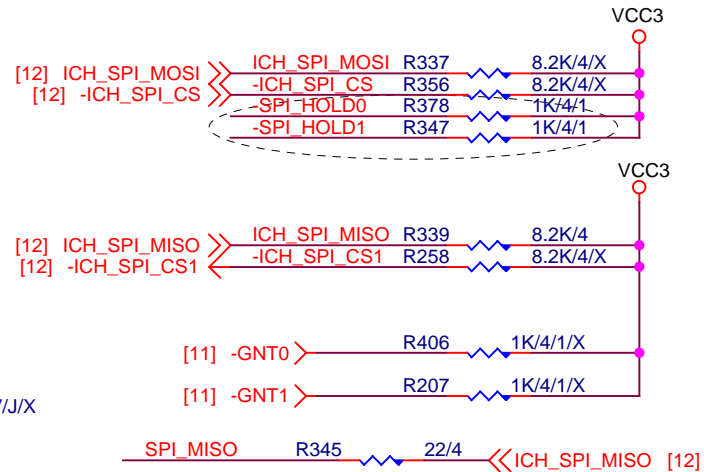 VCC3
[12] ICH_SPI_MOSI ICH_SPI_MOSI R337 8.2K/4/X
[12] -ICH_SPI_CS -ICH_SPI_CS R356 8.2K/4/X
-SPI_HOLD0 R378 1K/4/1
-SPI_HOLD1 R347 1K/4/1
VCC3
[12] ICH_SPI_MISO ICH_SPI_MISO R339 8.2K/4
[12] -ICH_SPI_CS1 -ICH_SPI_CS1 R258 8.2K/4/X
[11] -GNT0 R406 1K/4/1/X
[11] -GNT1 R207 1K/4/1/X
/J/X
SPI_MISO R345 22/4 ICH_SPI_MISO [12]